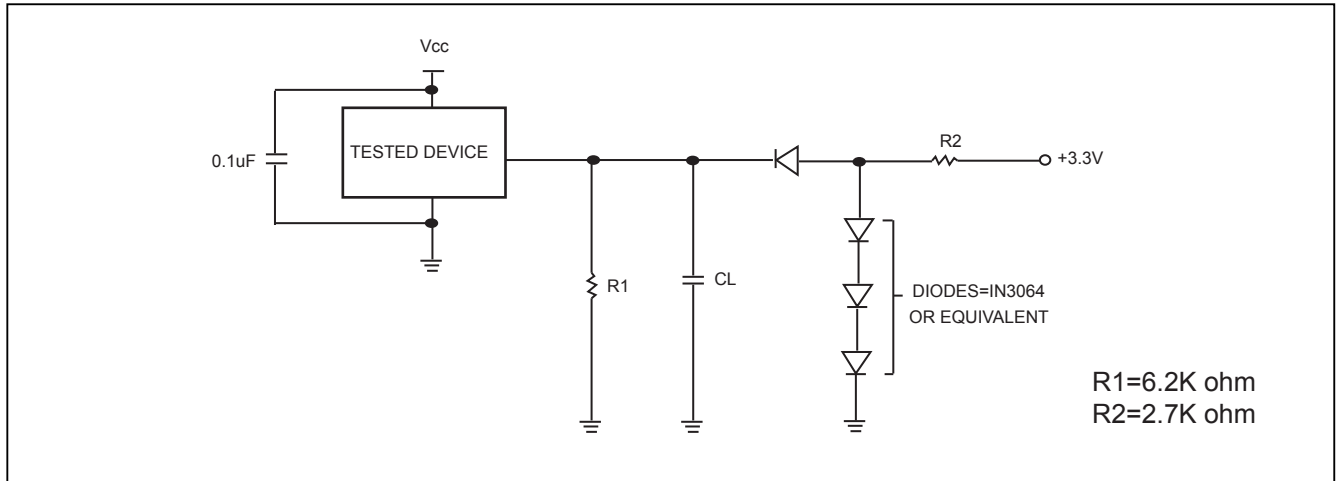 Vcc
0.1uF
TESTED DEVICE
R2
+3.3V
R1
CL
DIODES=IN3064
OR EQUIVALENT
R1=6.2K ohm
R2=2.7K ohm